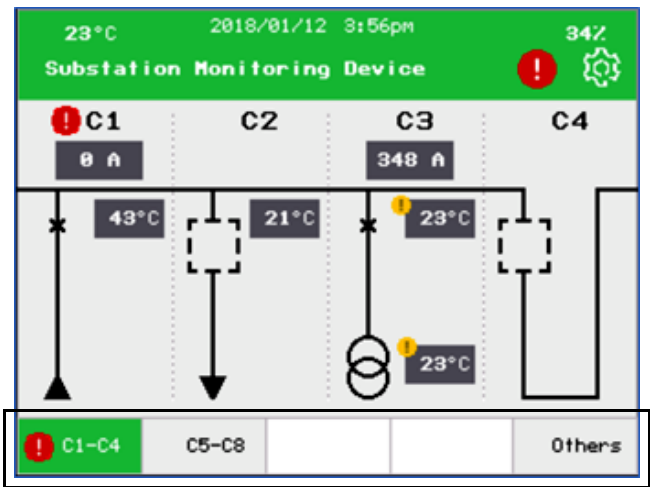 23°C 2018/01/12 3:56pm 34%
Substation Monitoring Device !
! C1 C2 C3 C4
0 A 348 A
43°C 21°C ! 23°C
! 23°C
! C1-C4 C5-C8 Others